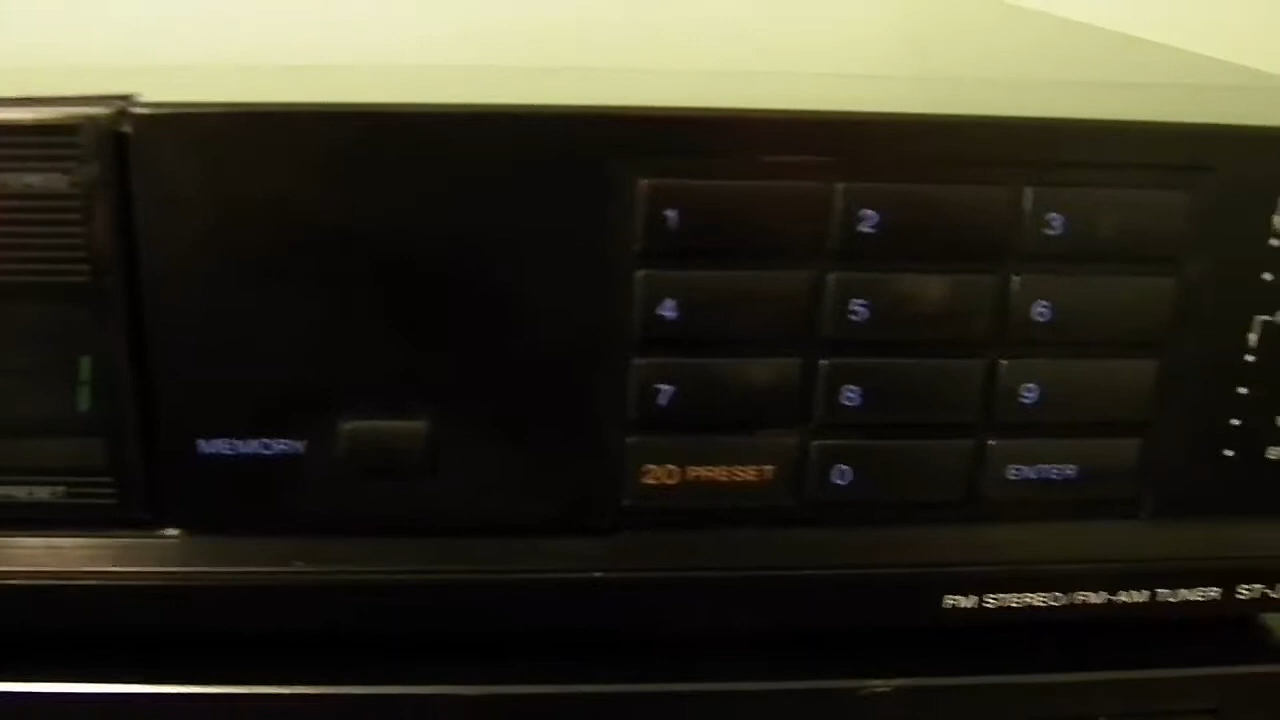 1 2 3
4 5 6
7 8 9
MEMORY
20 PRESET 0 ENTER
FM STEREO/FM-AM TUNER ST-J